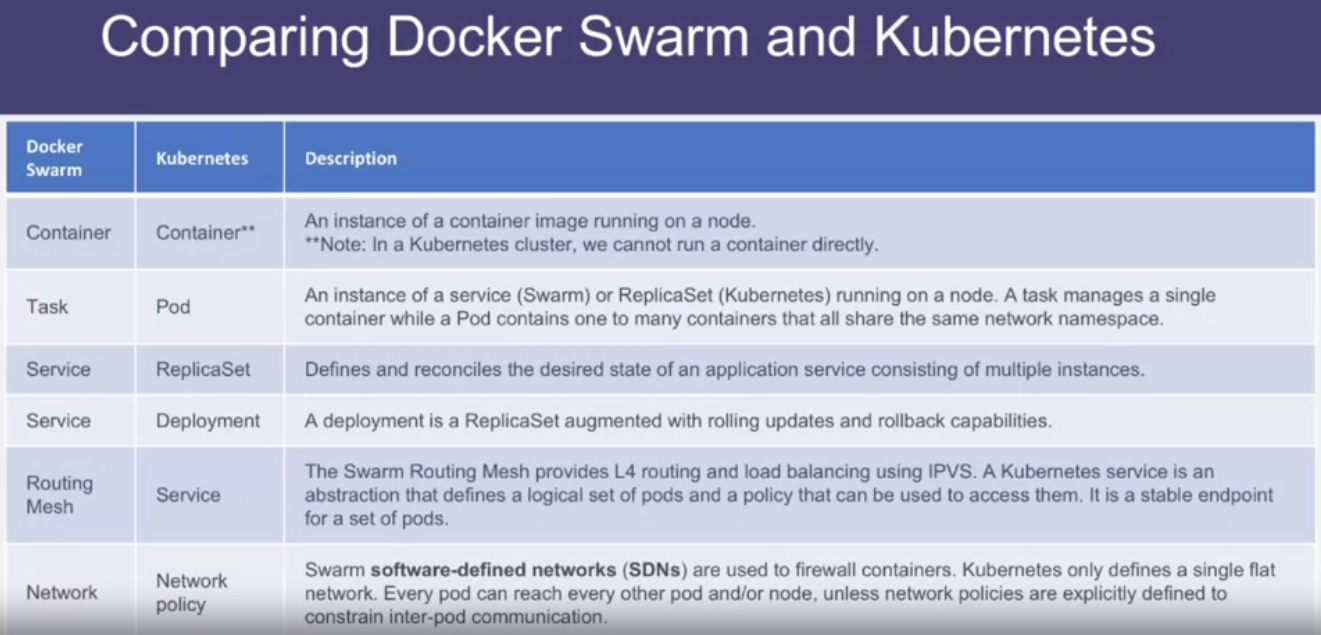 Comparing Docker Swarm and Kubernetes
Docker
Swarm
Kubernetes
Description
Container
Container**
An instance of a container image running on a node.
**Note: In a Kubernetes cluster, we cannot run a container directly.
Task
Pod
An instance of a service (Swarm) or ReplicaSet (Kubernetes) running on a node. A task manages a single
container while a Pod contains one to many containers that all share the same network namespace.
Service
ReplicaSet
Defines and reconciles the desired state of an application service consisting of multiple instances.
Service
Deployment
A deployment is a ReplicaSet augmented with rolling updates and rollback capabilities.
Routing
Mesh
Service
The Swarm Routing Mesh provides L4 routing and load balancing using IPVS. A Kubernetes service is an
abstraction that defines a logical set of pods and a policy that can be used to access them. It is a stable endpoint
for a set of pods.
Network
Network
policy
Swarm software-defined networks (SDNs) are used to firewall containers. Kubernetes only defines a single flat
network. Every pod can reach every other pod and/or node, unless network policies are explicitly defined to
constrain inter-pod communication.